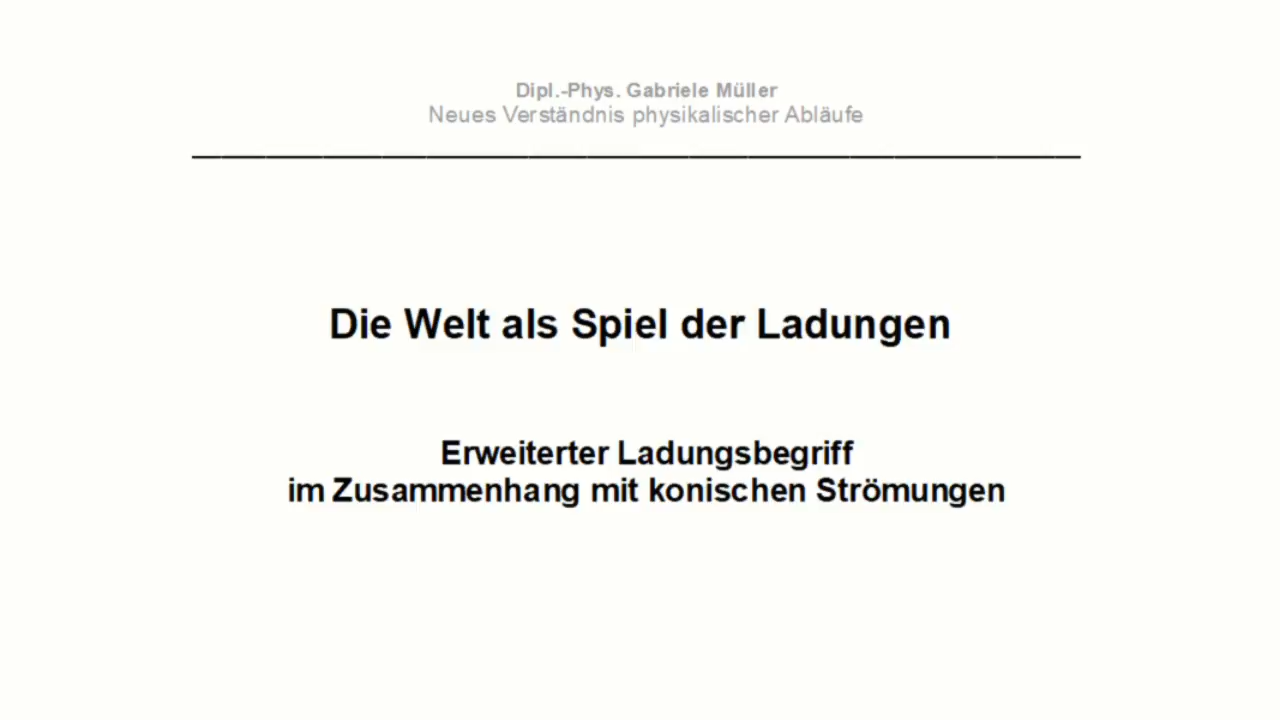 Dipl.-Phys. Gabriele Müller
Neues Verständnis physikalischer Abläufe
Die Welt als Spiel der Ladungen
Erweiterter Ladungsbegriff
im Zusammenhang mit konischen Strömungen